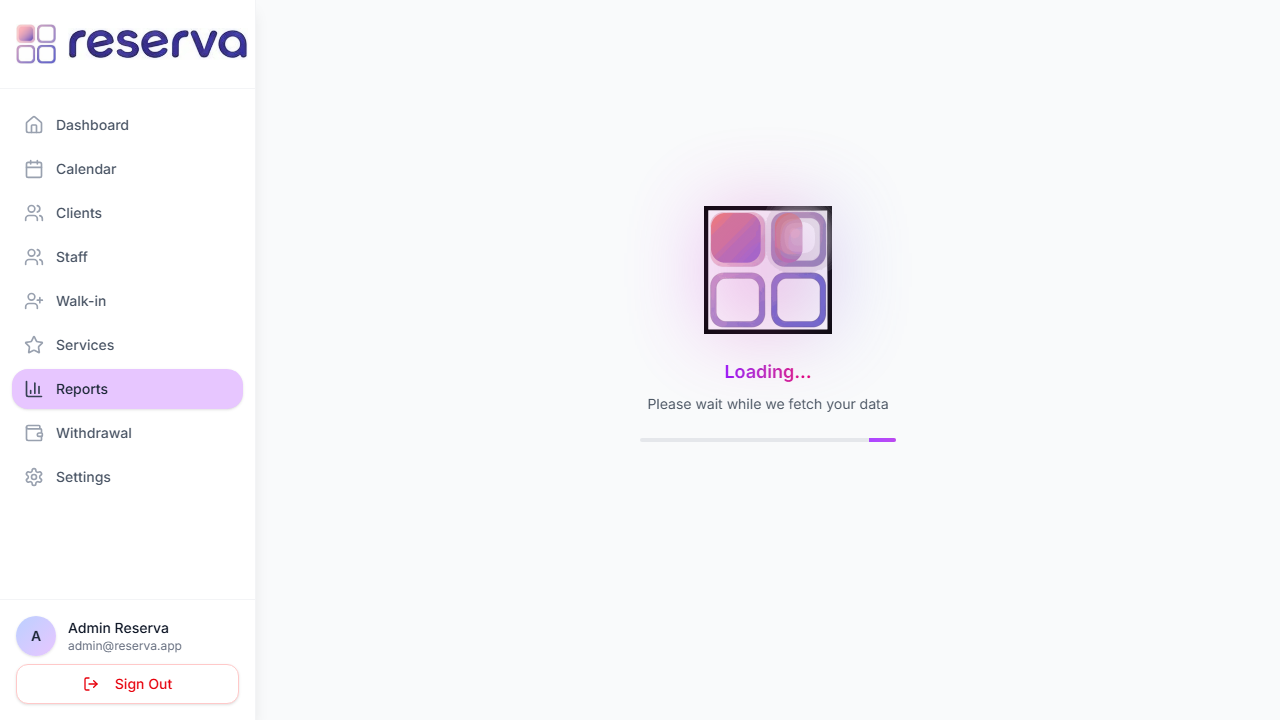 reserva
Dashboard
Calendar
Clients
Staff
Walk-in
Services
Reports
Withdrawal
Settings
A
Admin Reserva
admin@reserva.app
Sign Out
Loading...
Please wait while we fetch your data